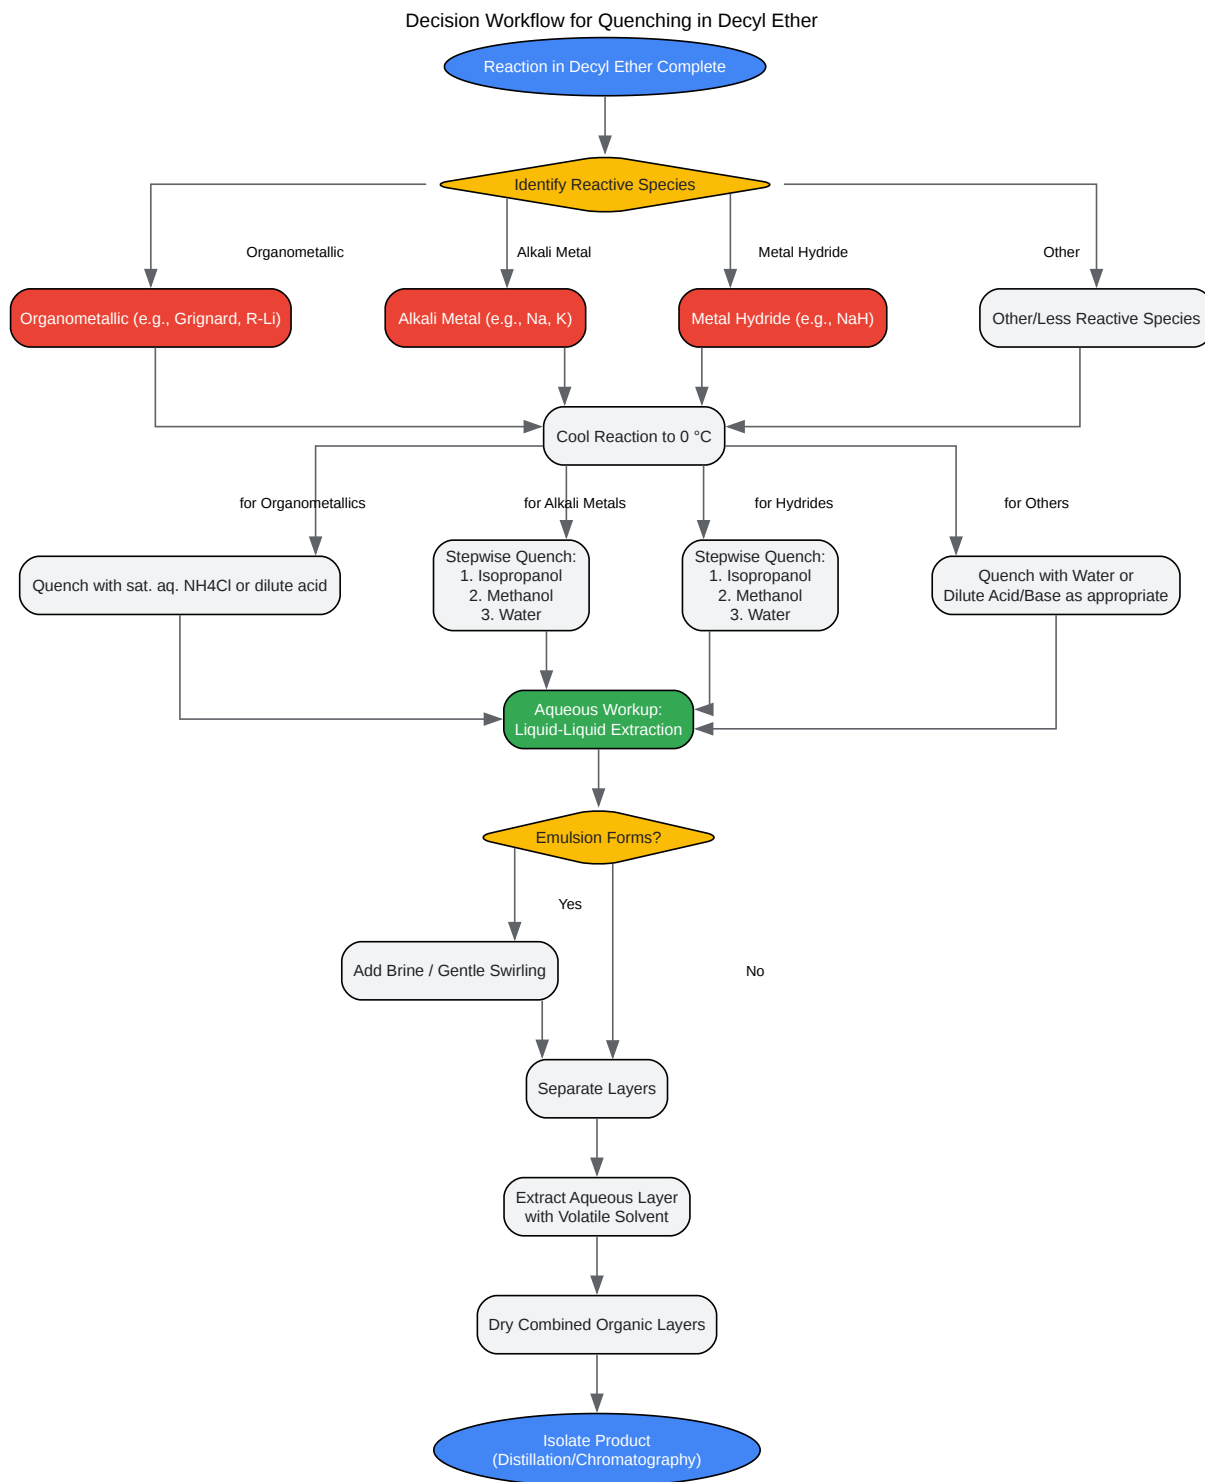 Decision Workflow for Quenching in Decyl Ether
Reaction in Decyl Ether Complete
Identify Reactive Species
Organometallic
Alkali Metal
Metal Hydride
Other
Organometallic (e.g., Grignard, R-Li)
Alkali Metal (e.g., Na, K)
Metal Hydride (e.g., NaH)
Other/Less Reactive Species
Cool Reaction to 0 °C
for Organometallics
for Alkali Metals
for Hydrides
for Others
Quench with sat. aq. NH4Cl or dilute acid
Stepwise Quench:
1. Isopropanol
2. Methanol
3. Water
Stepwise Quench:
1. Isopropanol
2. Methanol
3. Water
Quench with Water or
Dilute Acid/Base as appropriate
Aqueous Workup:
Liquid-Liquid Extraction
Emulsion Forms?
Yes
Add Brine / Gentle Swirling
No
Separate Layers
Extract Aqueous Layer
with Volatile Solvent
Dry Combined Organic Layers
Isolate Product
(Distillation/Chromatography)